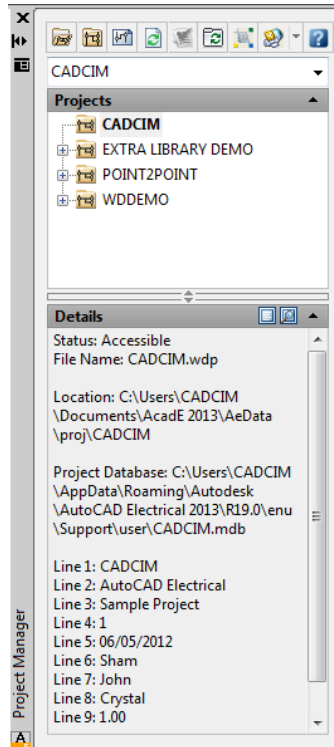 CADCIM
Projects
CADCIM
EXTRA LIBRARY DEMO
POINT2POINT
WDDEMO
Details
Status: Accessible
File Name: CADCIM.wdp
Location: C:\Users\CADCIM
\Documents\AcadE 2013\AeData
\proj\CADCIM
Project Database: C:\Users\CADCIM
\AppData\Roaming\Autodesk
\AutoCAD Electrical 2013\R19.0\enu
\Support\user\CADCIM.mdb
Line 1: CADCIM
Line 2: AutoCAD Electrical
Line 3: Sample Project
Line 4: 1
Line 5: 06/05/2012
Line 6: Sham
Line 7: John
Line 8: Crystal
Line 9: 1.00
Project Manager